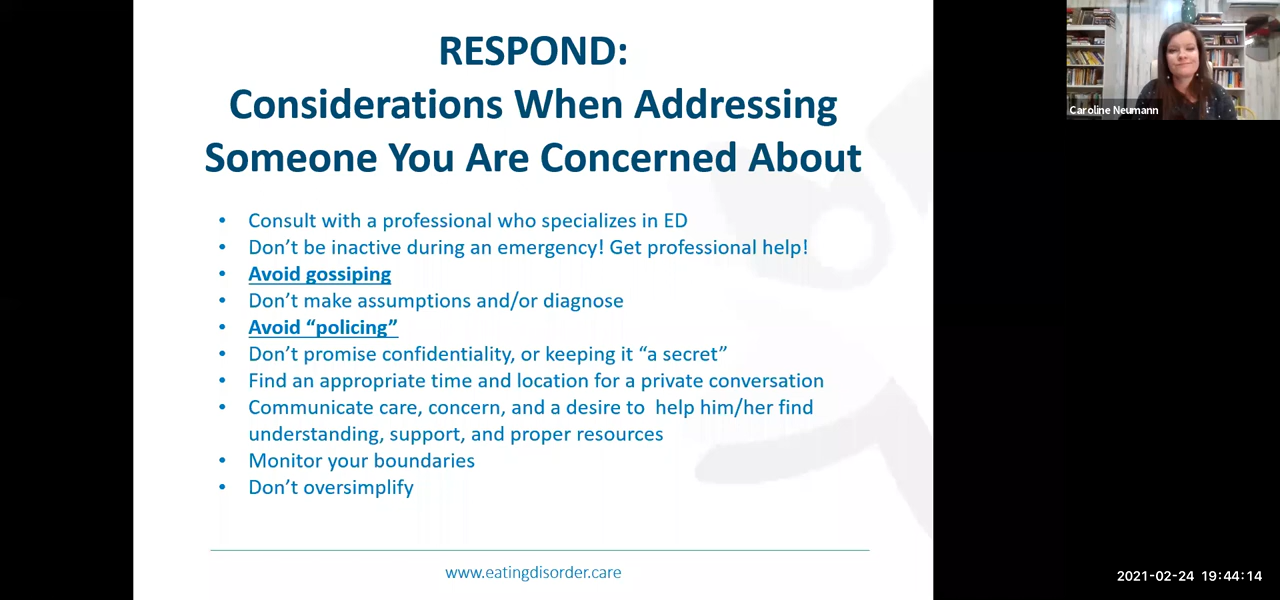 RESPOND:
Considerations When Addressing
Someone You Are Concerned About
• Consult with a professional who specializes in ED
• Don’t be inactive during an emergency! Get professional help!
• Avoid gossiping
• Don’t make assumptions and/or diagnose
• Avoid “policing”
• Don’t promise confidentiality, or keeping it “a secret”
• Find an appropriate time and location for a private conversation
• Communicate care, concern, and a desire to help him/her find
understanding, support, and proper resources
• Monitor your boundaries
• Don’t oversimplify
www.eatingdisorder.care
Caroline Neumann
2021-02-24 19:44:14